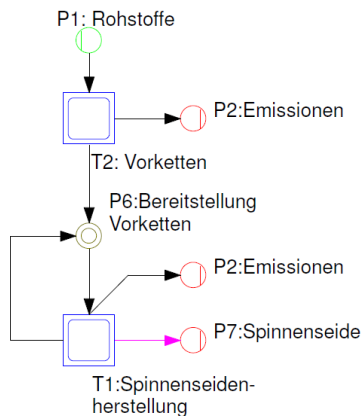 P1: Rohstoffe
P2:Emissionen
T2: Vorketten
P6:Bereitstellung
Vorketten
P2:Emissionen
P7:Spinnenseide
T1:Spinnenseiden-
herstellung